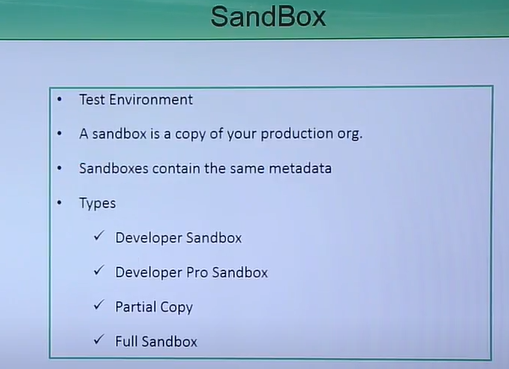 SandBox
• Test Environment
• A sandbox is a copy of your production org.
• Sandboxes contain the same metadata
• Types
✓ Developer Sandbox
✓ Developer Pro Sandbox
✓ Partial Copy
✓ Full Sandbox